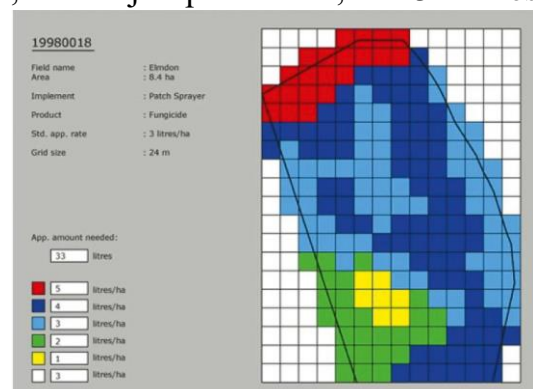 19980018
Field name : Elmdon
Area : 8.4 ha
Implement : Patch Sprayer
Product : Fungicide
Std. app. rate : 3 litres/ha
Grid size : 24 m
App. amount needed:
33 litres
5 litres/ha
4 litres/ha
3 litres/ha
2 litres/ha
1 litres/ha
3 litres/ha